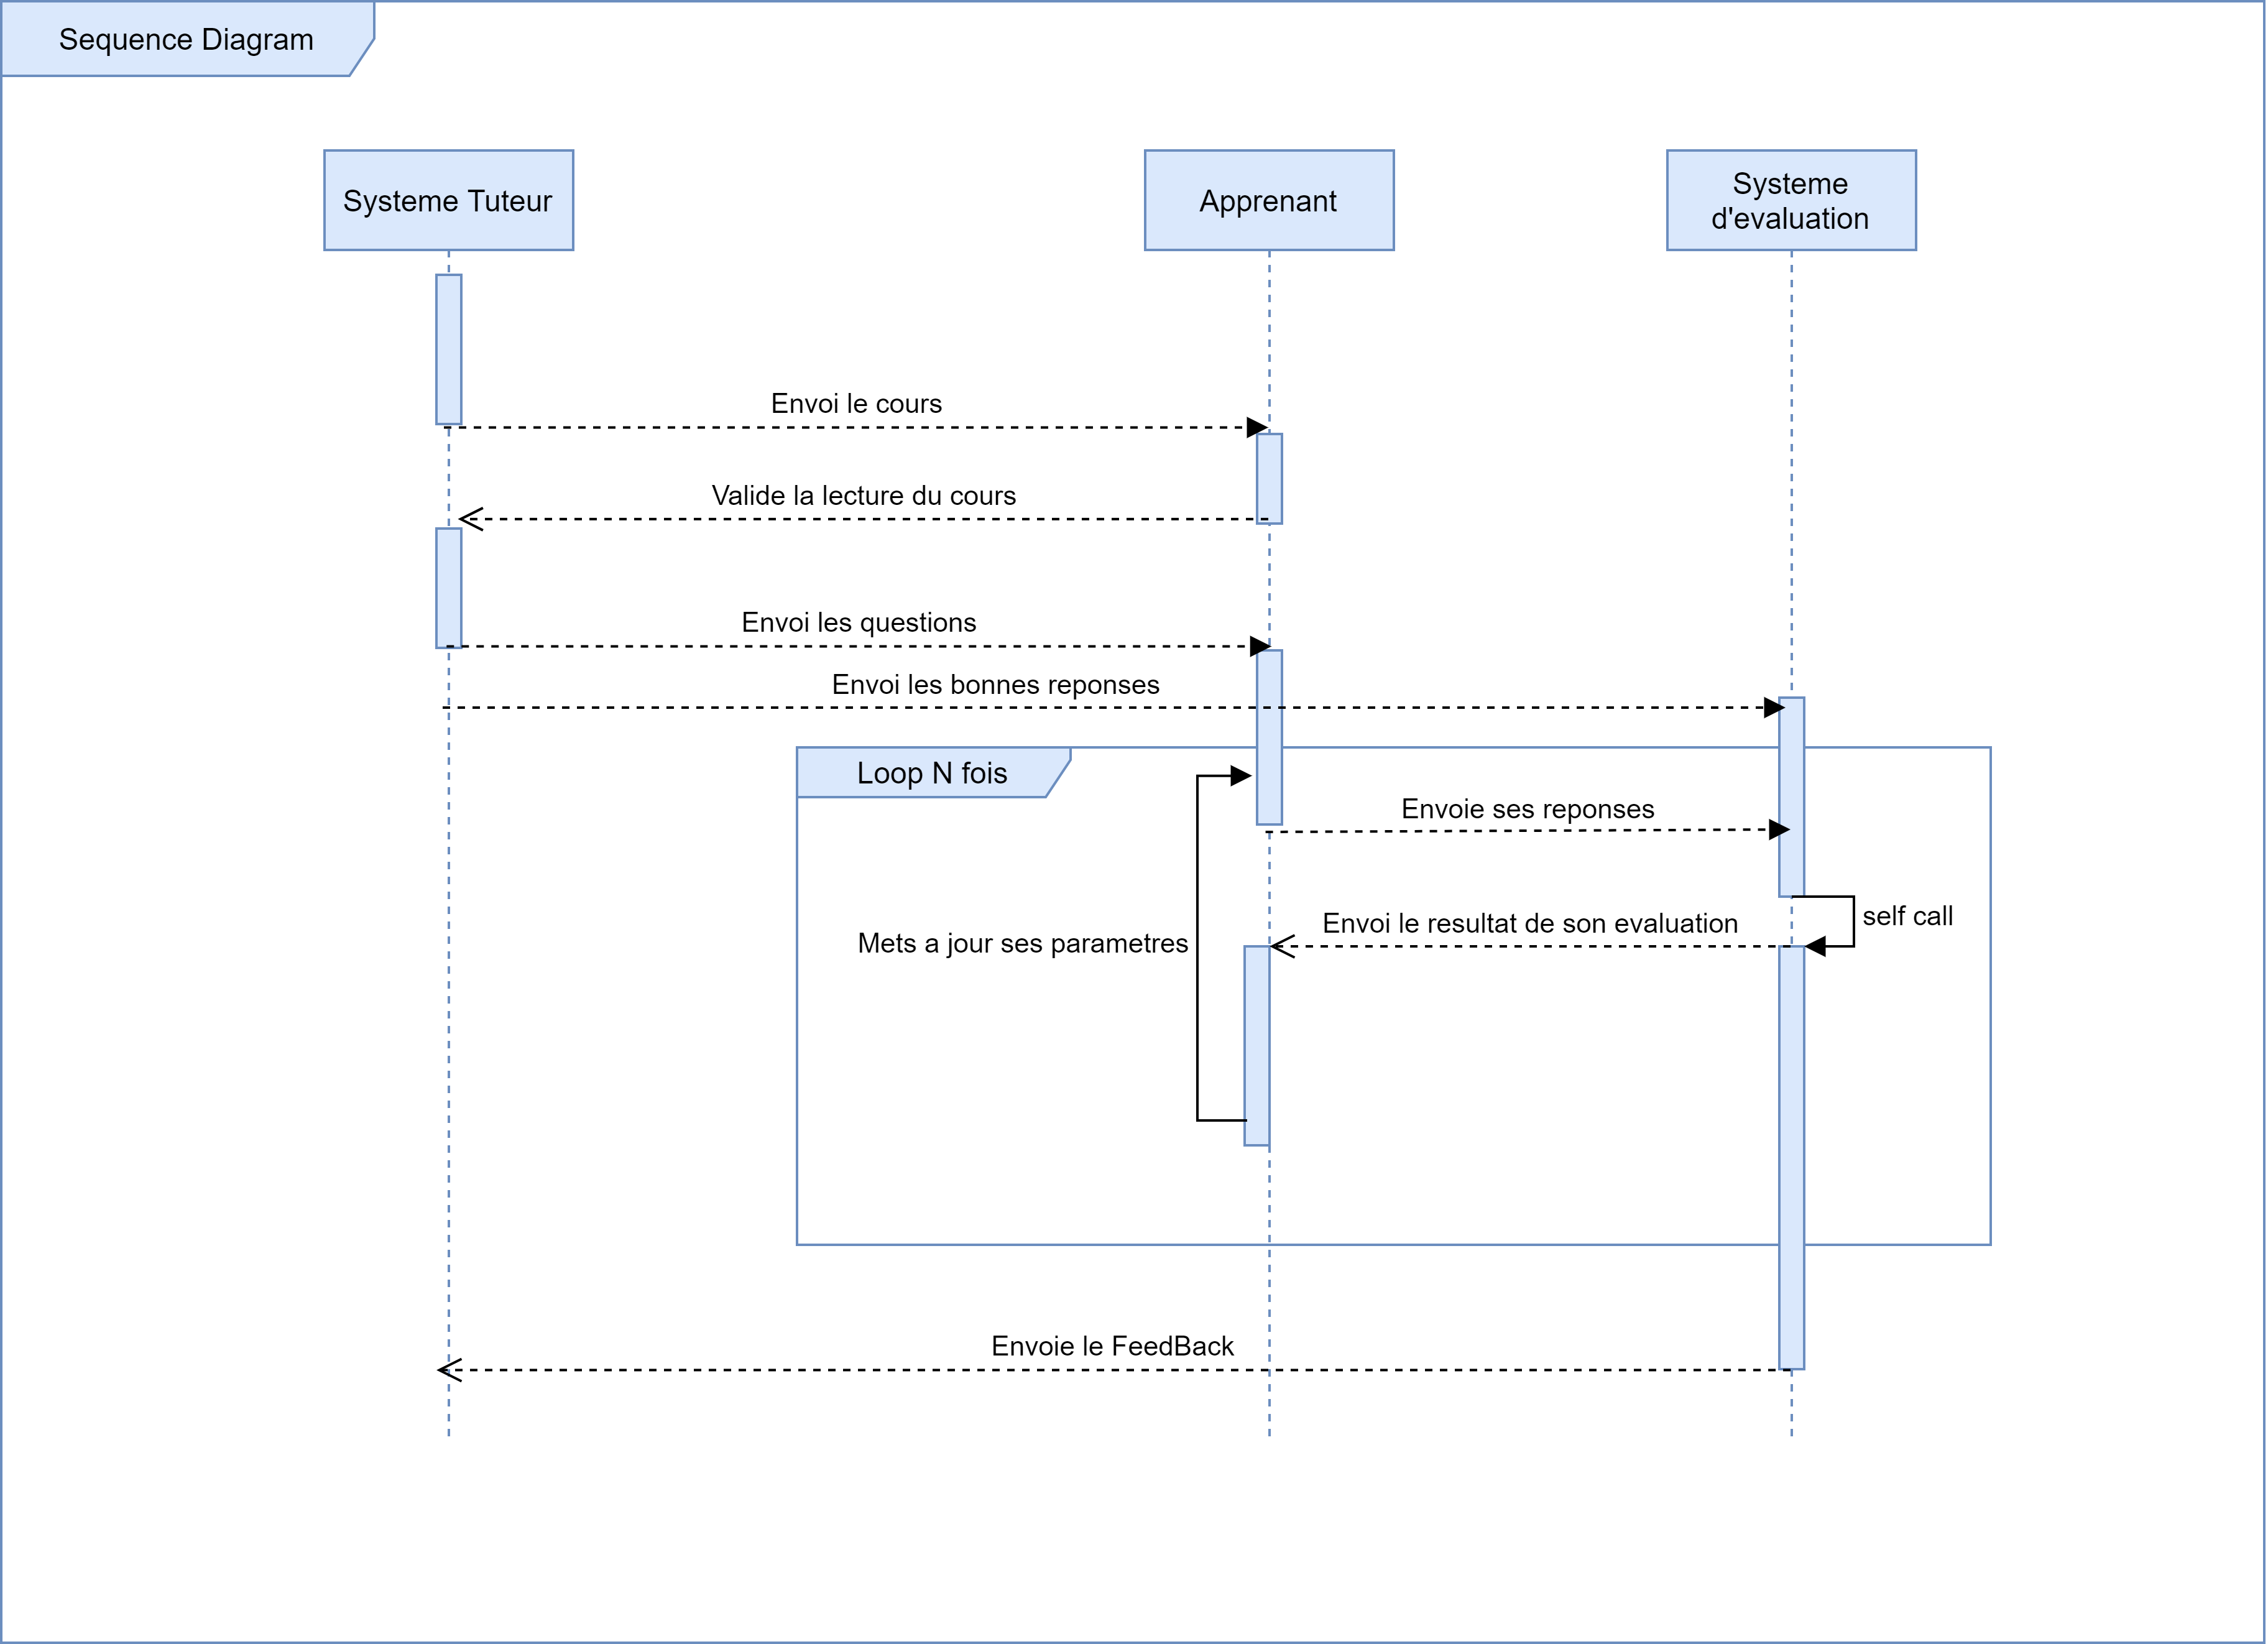 Sequence Diagram
Systeme Tuteur
Apprenant
Systeme
d'evaluation
Envoi le cours
Valide la lecture du cours
Envoi les questions
Envoi les bonnes reponses
Loop N fois
Envoie ses reponses
self call
Envoi le resultat de son evaluation
Mets a jour ses parametres
Envoie le FeedBack